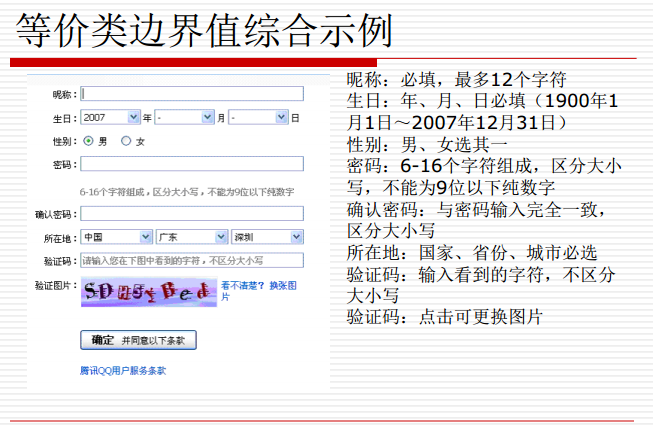 等价类边界值综合示例
昵称：
生日： 2007 年 - 月 - 日
性别： 男 女
密码：
6-16个字符组成，区分大小写，不能为9位以下纯数字
确认密码：
所在地： 中国 广东 深圳
验证码： 请输入您在下图中看到的字符，不区分大小写
验证图片： 看不清楚？ 换张图
片
确定 并同意以下条款
腾讯QQ用户服务条款
昵称：必填，最多12个字符
生日：年、月、日必填（1900年1
月1日～2007年12月31日）
性别：男、女选其一
密码：6-16个字符组成，区分大小
写，不能为9位以下纯数字
确认密码：与密码输入完全一致，
区分大小写
所在地：国家、省份、城市必选
验证码：输入看到的字符，不区分
大小写
验证码：点击可更换图片